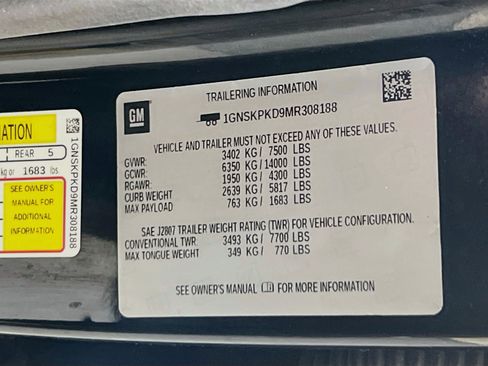 TRAILERING INFORMATION
GM
1GNSKPKD9MR308188
VEHICLE AND TRAILER MUST NOT EXCEED ANY OF THESE VALUES.
GVWR: 3402 KG/ 7500 LBS
GCWR: 6350 KG/ 14000 LBS
RGAWR: 1950 KG/ 4300 LBS
CURB WEIGHT 2639 KG/ 5817 LBS
MAX PAYLOAD 763 KG/ 1683 LBS
SAE J2807 TRAILER WEIGHT RATING (TWR) FOR VEHICLE CONFIGURATION.
CONVENTIONAL TWR: 3493 KG/ 7700 LBS
MAX TONGUE WEIGHT 349 KG/ 770 LBS
SEE OWNER'S MANUAL FOR MORE INFORMATION
REAR 5
kg or 1683 lbs
SEE OWNER'S
MANUAL FOR
ADDITIONAL
INFORMATION
1GNSKPKD9MR308188